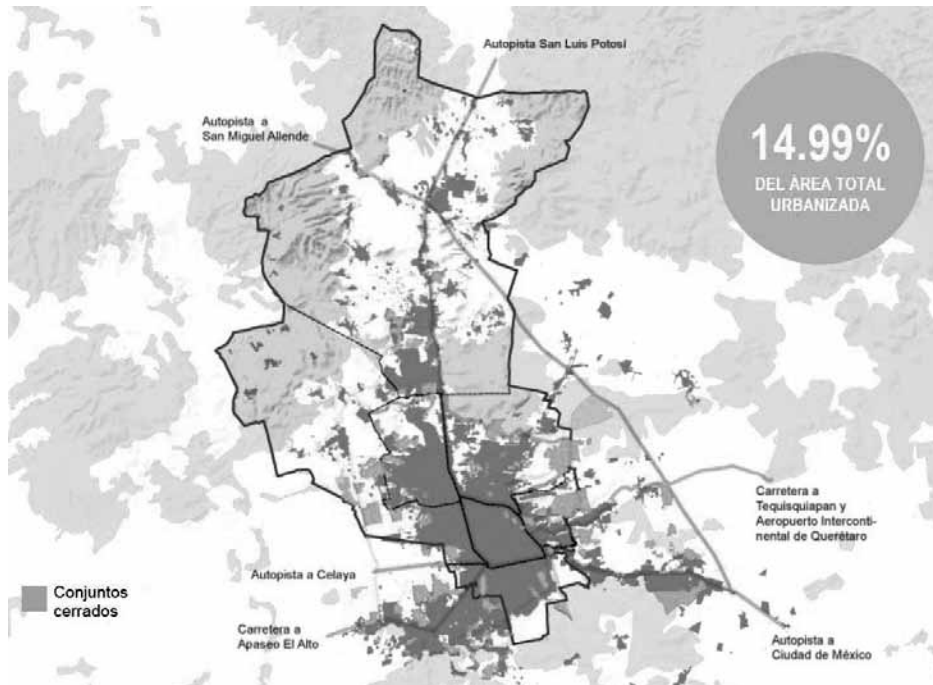 Autopista San Luis Potosí
Autopista a
San Miguel Allende
14.99%
DEL ÁREA TOTAL
URBANIZADA
Carretera a
Tequisquiapan y
Aeropuerto Interconti-
nental de Querétaro
Autopista a Celaya
Conjuntos
cerrados
Carretera a
Apaseo El Alto
Autopista a
Ciudad de México